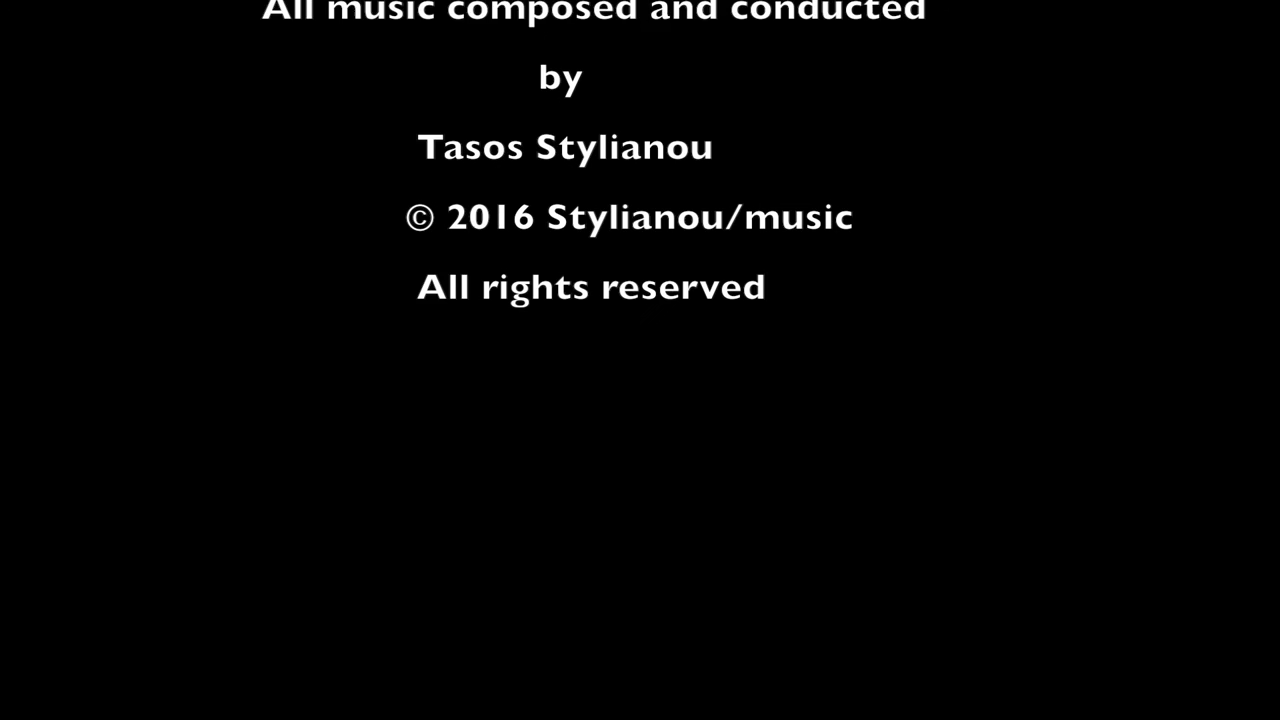 All music composed and conducted
by
Tasos Stylianou
© 2016 Stylianou/music
All rights reserved